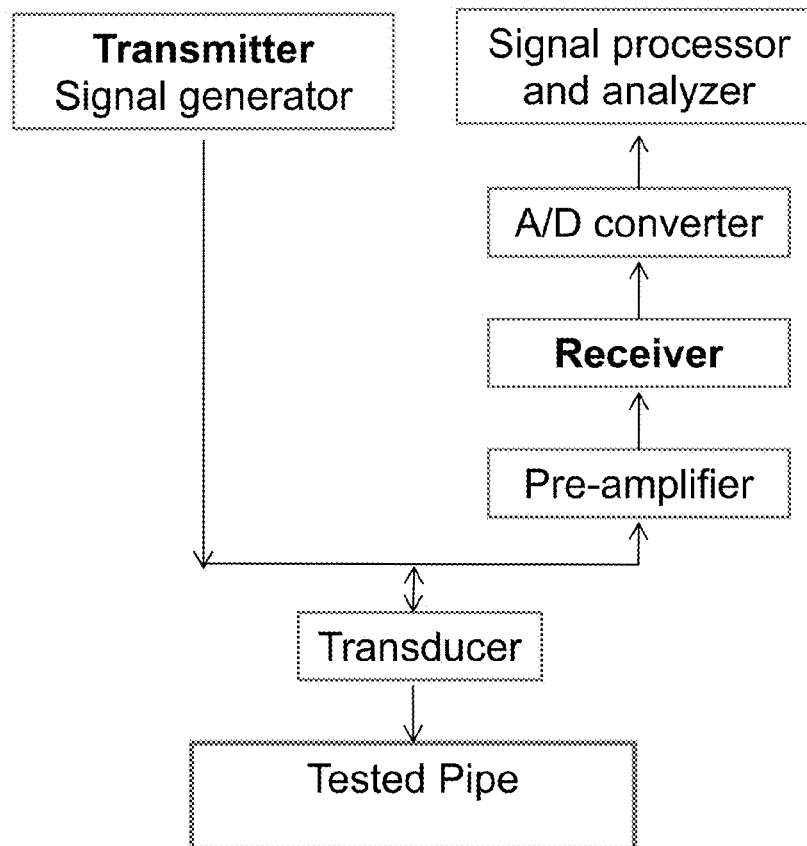 Transmitter
Signal generator
Signal processor
and analyzer
A/D converter
Receiver
Pre-amplifier
Transducer
Tested Pipe